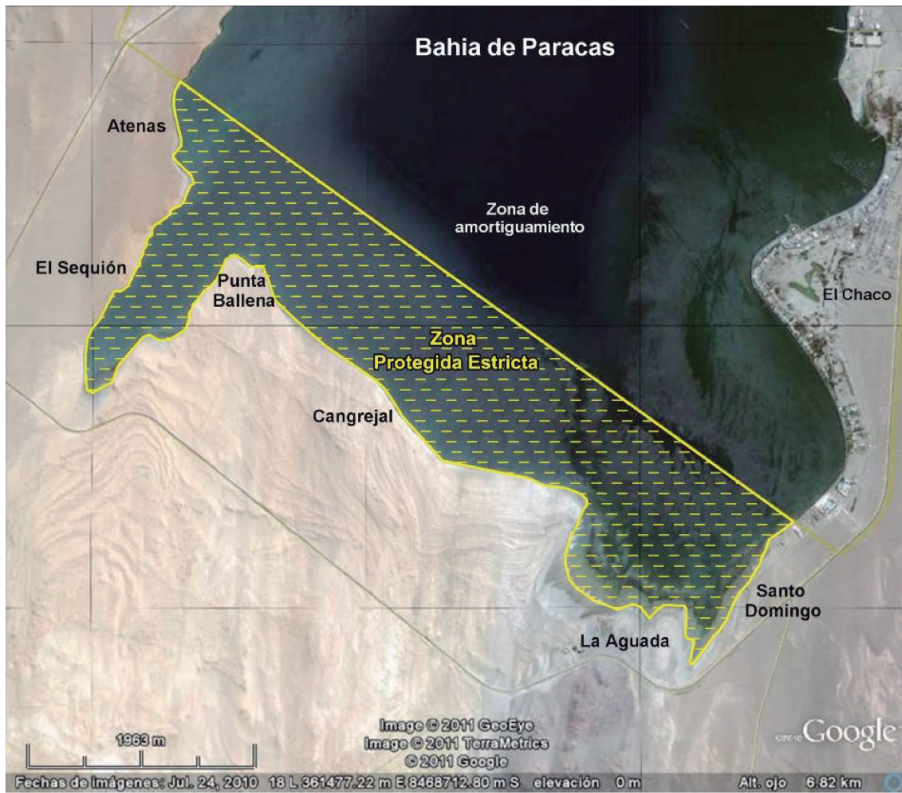 Bahia de Paracas
Atenas
Zona de
amortiguamiento
El Sequión
Punta
Ballena
El Chaco
Zona
Protegida Estricta
Cangrejal
Santo
Domingo
La Aguada
1963 m
Image © 2011 GeoEye
Image © 2011 TerraMetrics
© 2011 Google
Google
Fechas de imágenes: Jul. 24, 2010 18 L 361477.22 m E 8468712.80 m S elevación 0 m Alt. ojo 6.82 km